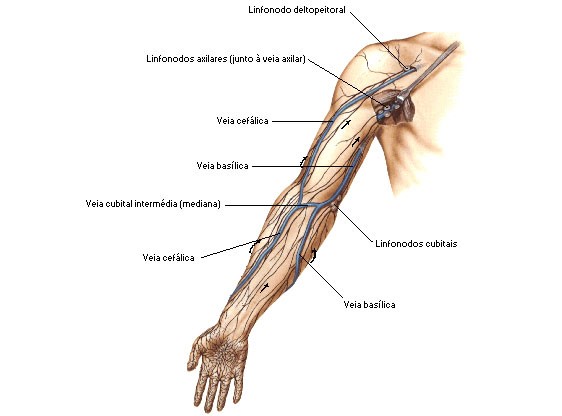 Linfonodo deltopeitoral
Linfonodos axilares (junto à veia axilar)
Veia cefálica
Veia basílica
Veia cubital intermédia (mediana)
Linfonodos cubitais
Veia cefálica
Veia basílica